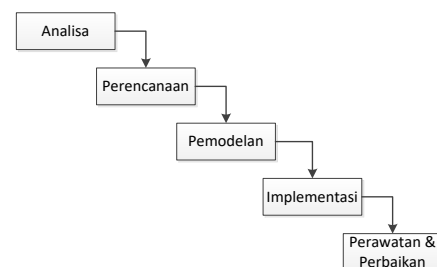 Analisa
Perencanaan
Pemodelan
Implementasi
Perawatan &
Perbaikan